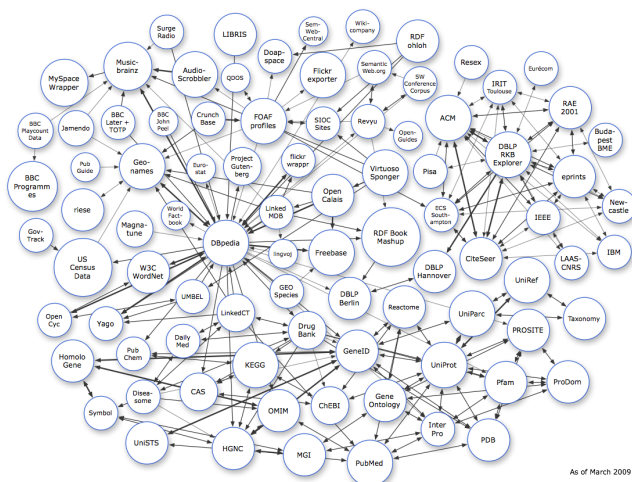 Surge
Radio
LIBRIS
Sem-
Web-
Central
Wiki-
company
RDF
ohloh
Music-
brainz
Doap-
space
Semantic
Web.org
Resex
Eurécom
MySpace
Wrapper
Audio-
Scrobbler
QDOS
Flickr
exporter
SW
Conference
Corpus
IRIT
Toulouse
RAE
2001
BBC
Playcount
Data
Jamendo
BBC
Later +
TOTP
BBC
John
Peel
Crunch
Base
FOAF
profiles
SIOC
Sites
Revyu
Open-
Guides
ACM
DBLP
RKB
Explorer
Buda-
pest
BME
BBC
Programm
es
Pub
Guide
Geo-
names
Euro-
stat
Project
Guten-
berg
flickr
wrappr
Virtuoso
Sponger
Pisa
eprints
riese
World
Fact-
book
Linked
MDB
Open
Calais
ECS
South-
ampton
New-
castle
Gov-
Track
Magna-
tune
DBpedia
RDF Book
Mashup
IEEE
IBM
US
Census
Data
W3C
WordNet
lingvoj
Freebase
DBLP
Hannover
CiteSeer
LAAS-
CNRS
UMBEL
GEO
Species
DBLP
Berlin
UniRef
Open
Cyc
Yago
LinkedCT
Reactome
UniParc
Taxonomy
Homolo
Gene
Pub
Chem
Daily
Med
Drug
Bank
GeneID
PROSITE
KEGG
UniProt
Symbol
Disea-
some
CAS
ChEBI
Gene
Ontology
Pfam
ProDom
OMIM
Inter
Pro
UniSTS
HGNC
MGI
PubMed
PDB
As of March 2009